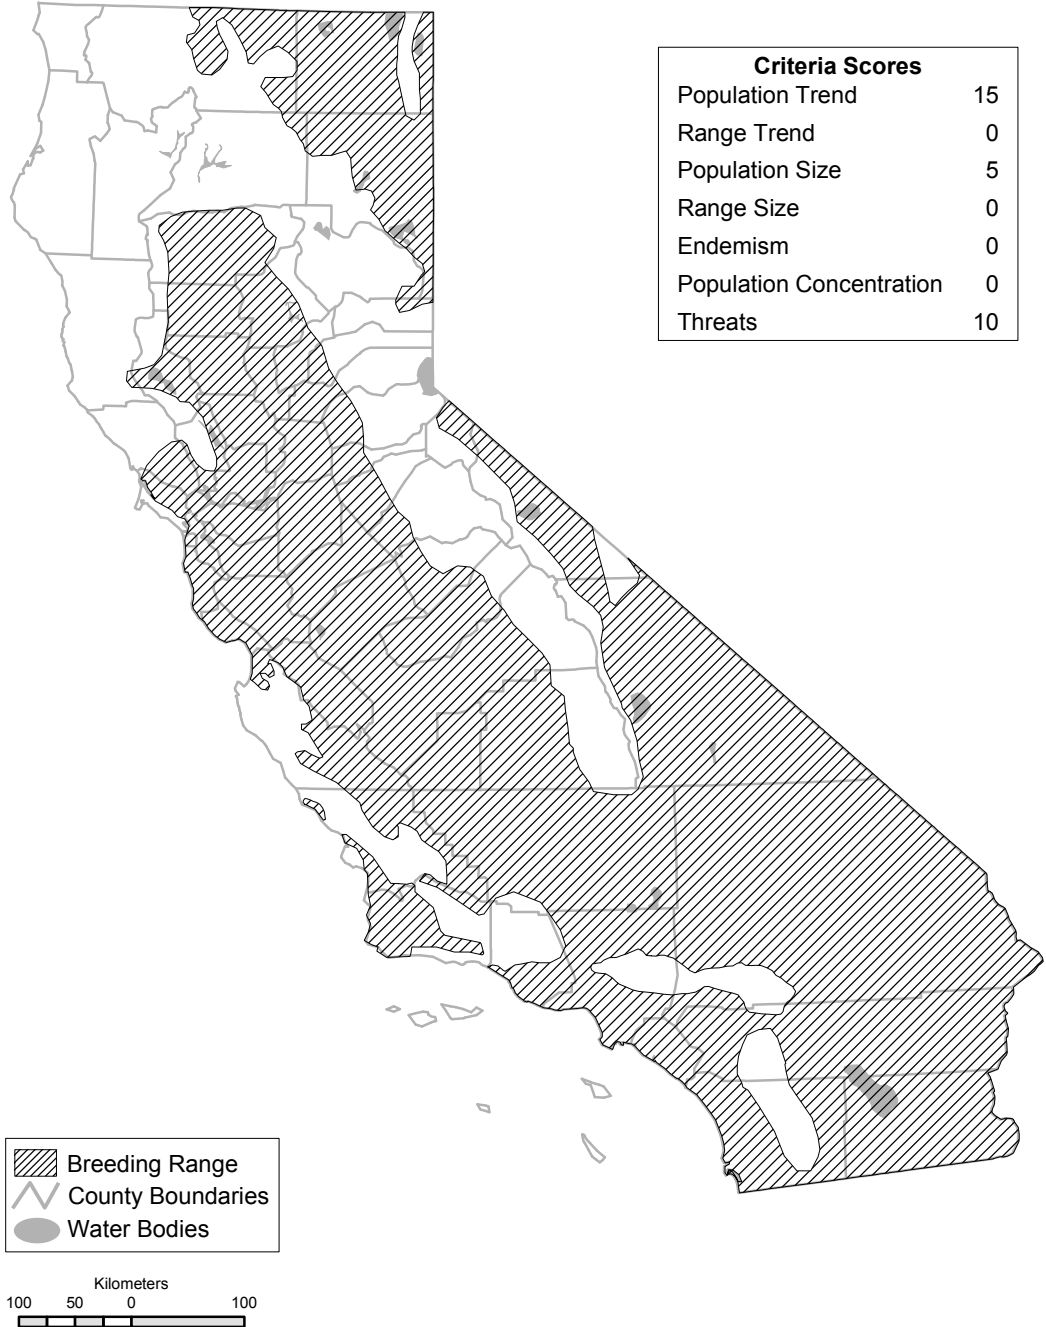 Criteria Scores
Population Trend 15
Range Trend 0
Population Size 5
Range Size 0
Endemism 0
Population Concentration 0
Threats 10
Breeding Range
County Boundaries
Water Bodies
Kilometers
100 50 0 100